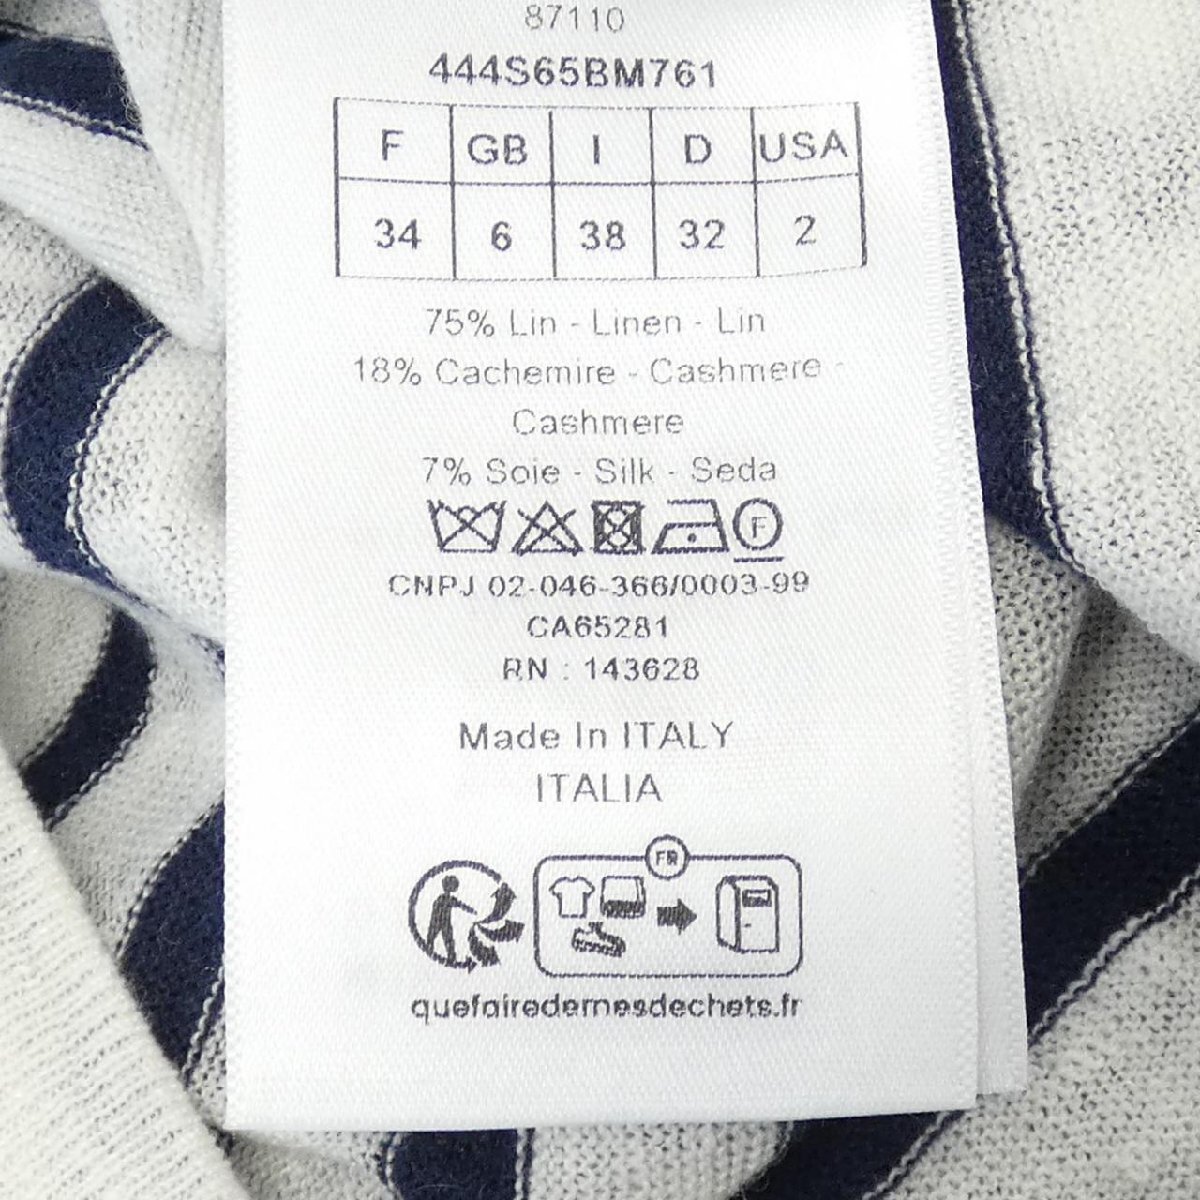 87110
444S65BM761
F GB I D USA
34 6 38 32 2
75% Lin - Linen - Lin
18% Cachemire - Cashmere -
Cashmere
7% Soie - Silk - Seda
F
CNPJ 02-046-366/0003-99
CA65281
RN : 143628
Made In ITALY
ITALIA
FR
quefairedemesdechets.fr